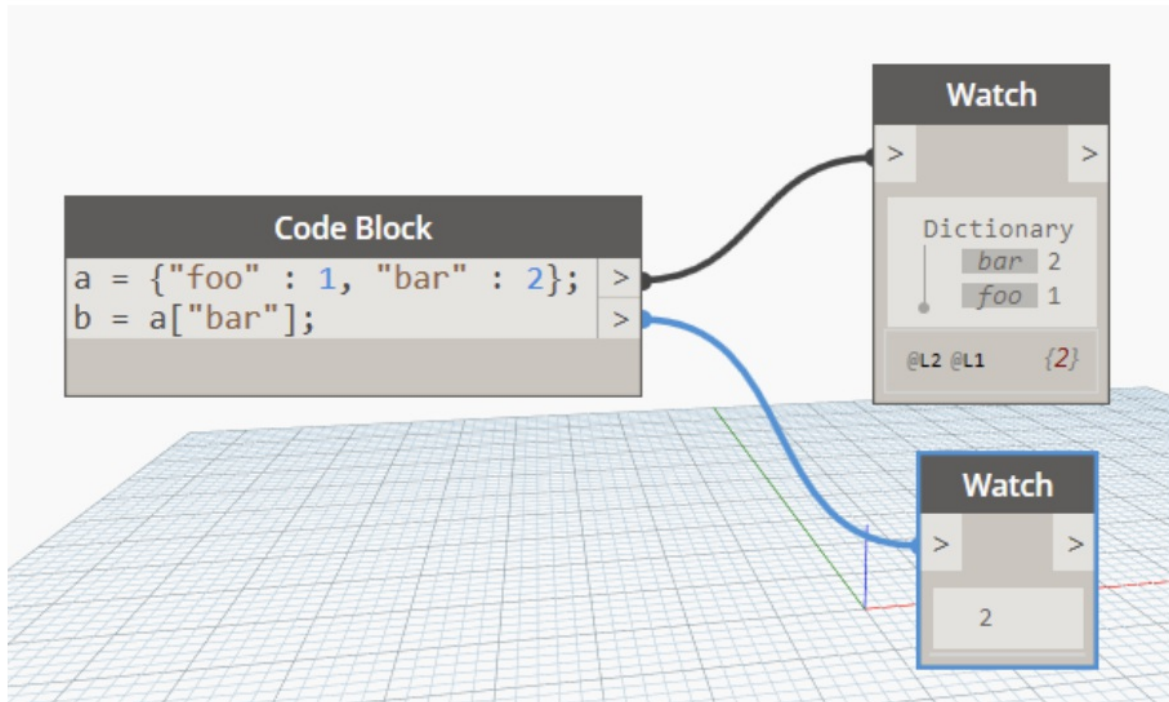 Code Block
a = {"foo" : 1, "bar" : 2};
>
b = a["bar"];
>
Watch
> >
Dictionary
bar 2
foo 1
@L2 @L1 {2}
Watch
> >
2